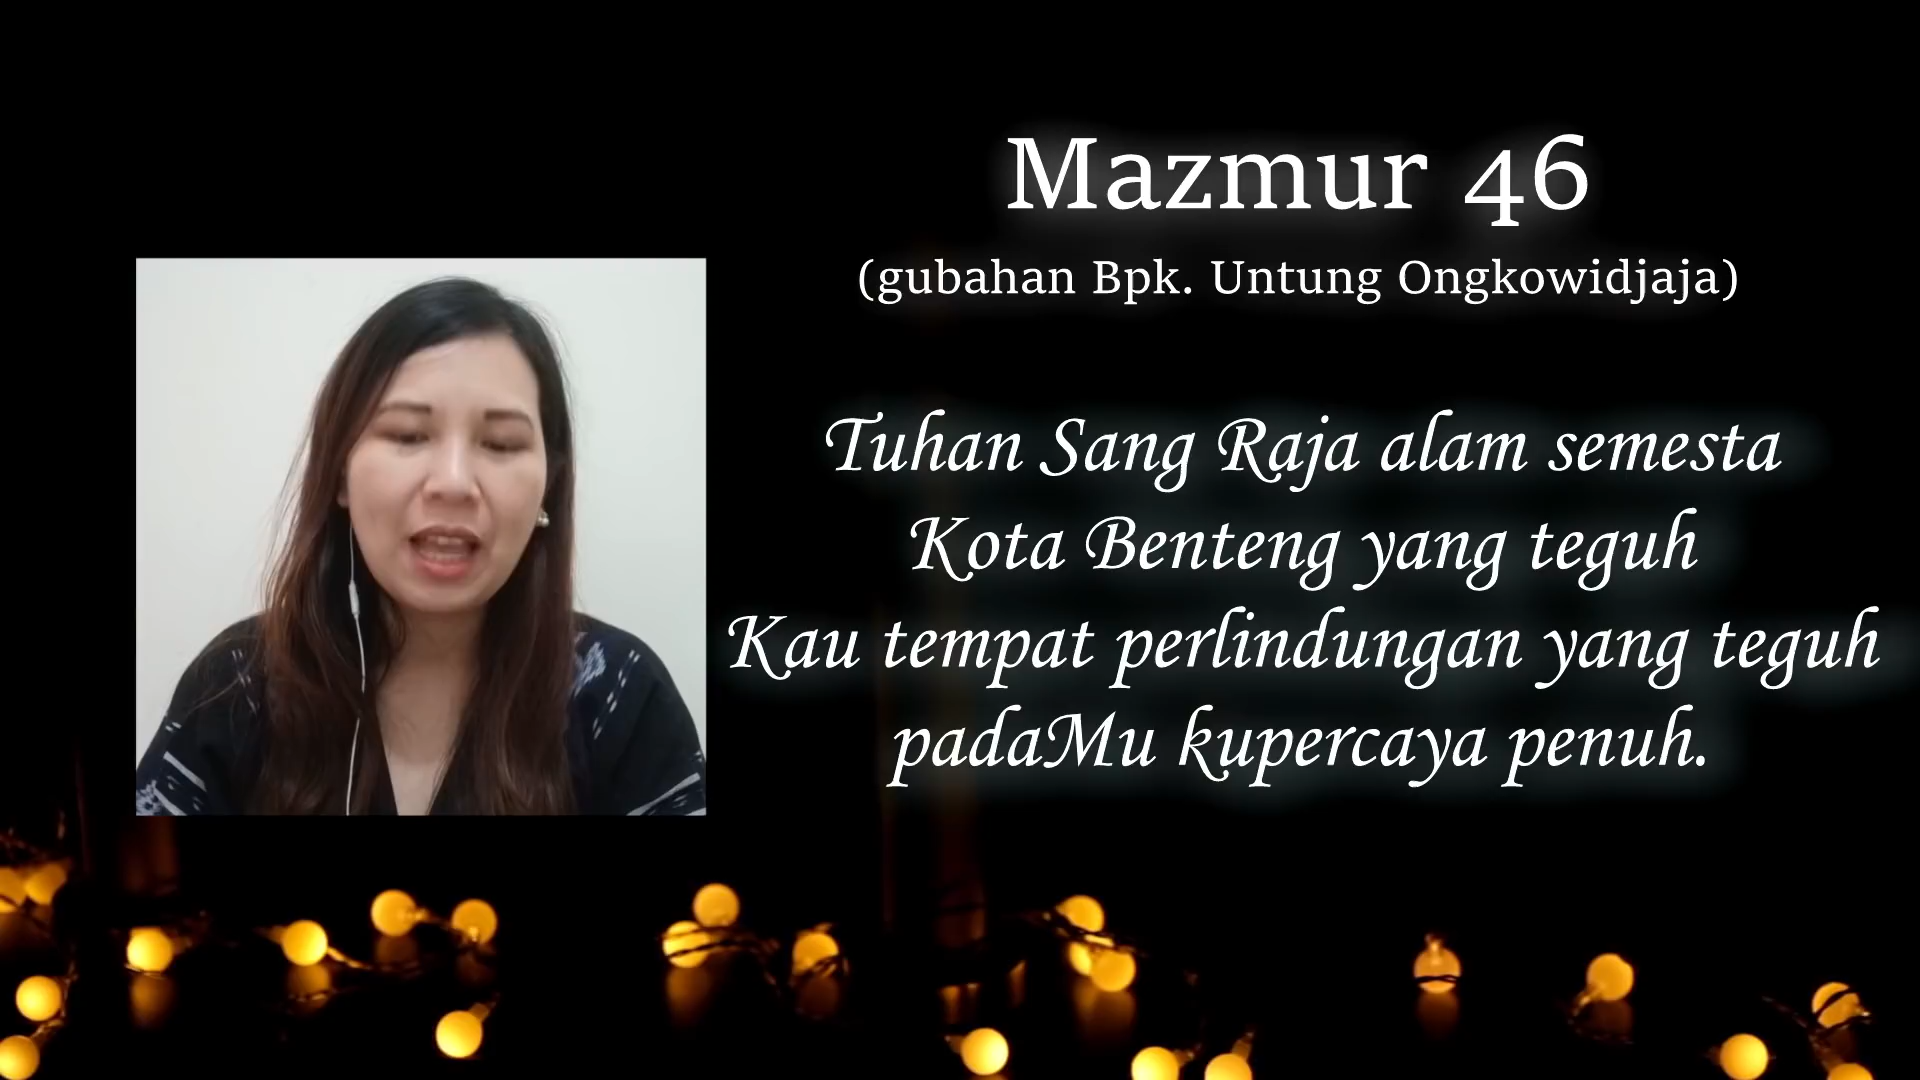 Mazmur 46
(gubahan Bpk. Untung Ongkowidjaja)
Tuhan Sang Raja alam semesta
Kota Benteng yang teguh
Kau tempat perlindungan yang teguh
padaMu kupercaya penuh.